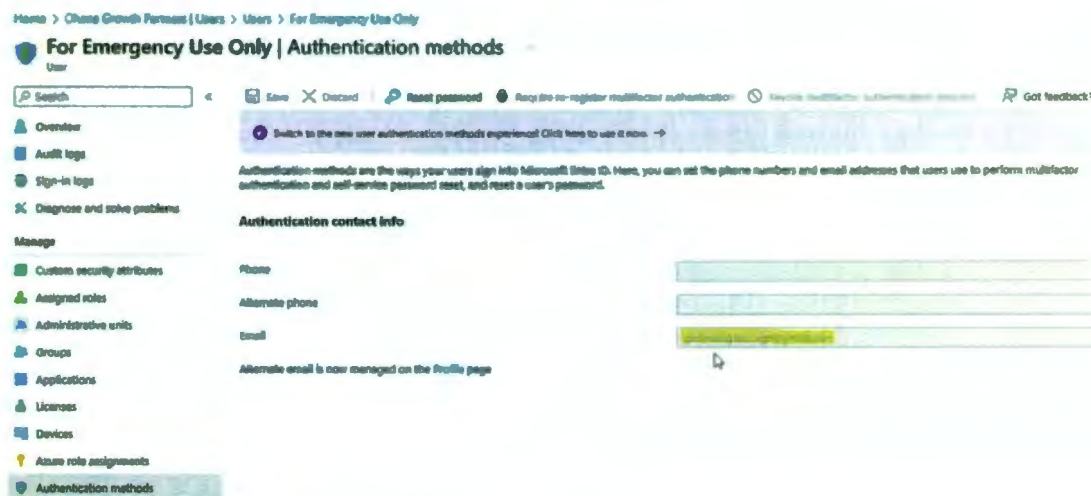 Home > Ohana Growth Partners | Users > Users > For Emergency Use Only
For Emergency Use Only | Authentication methods
User
Search
Save Discard Reset password Require re-register multifactor authentication Got feedback?
Overview
Audit logs
Sign-in logs
Diagnose and solve problems
Manage
Custom security attributes
Assigned roles
Administrative units
Groups
Applications
Licenses
Devices
Azure role assignments
Authentication methods
Switch to the new user authentication methods experience! Click here to use it now. →
Authentication methods are the ways your users sign into Microsoft Entra ID. Here, you can set the phone numbers and email addresses that users use to perform multifactor
authentication and self-service password reset, and reset a user's password.
Authentication contact info
Phone
Alternate phone
Email
Alternate email is now managed on the Profile page